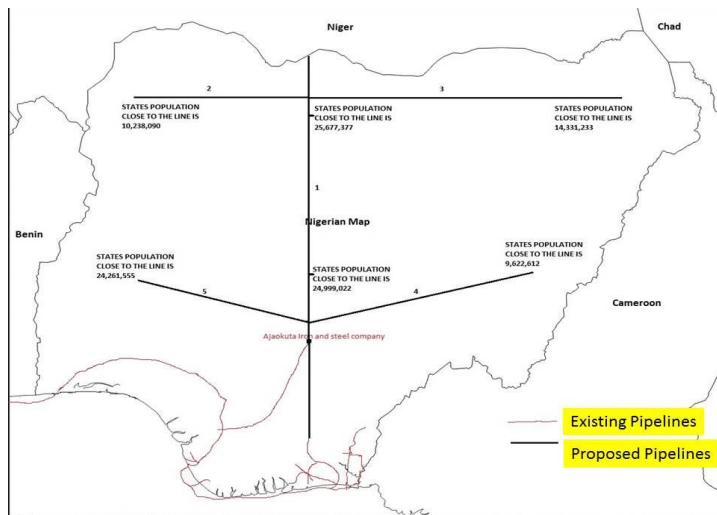 Niger
Chad
2
3
STATES POPULATION
CLOSE TO THE LINE IS
10,238,090
STATES POPULATION
CLOSE TO THE LINE IS
25,677,377
STATES POPULATION
CLOSE TO THE LINE IS
14,331,233
1
Nigerian Map
Benin
STATES POPULATION
CLOSE TO THE LINE IS
24,261,555
STATES POPULATION
CLOSE TO THE LINE IS
24,999,022
STATES POPULATION
CLOSE TO THE LINE IS
9,622,612
5
4
Cameroon
Ajaokuta Iron and steel company
Existing Pipelines
Proposed Pipelines